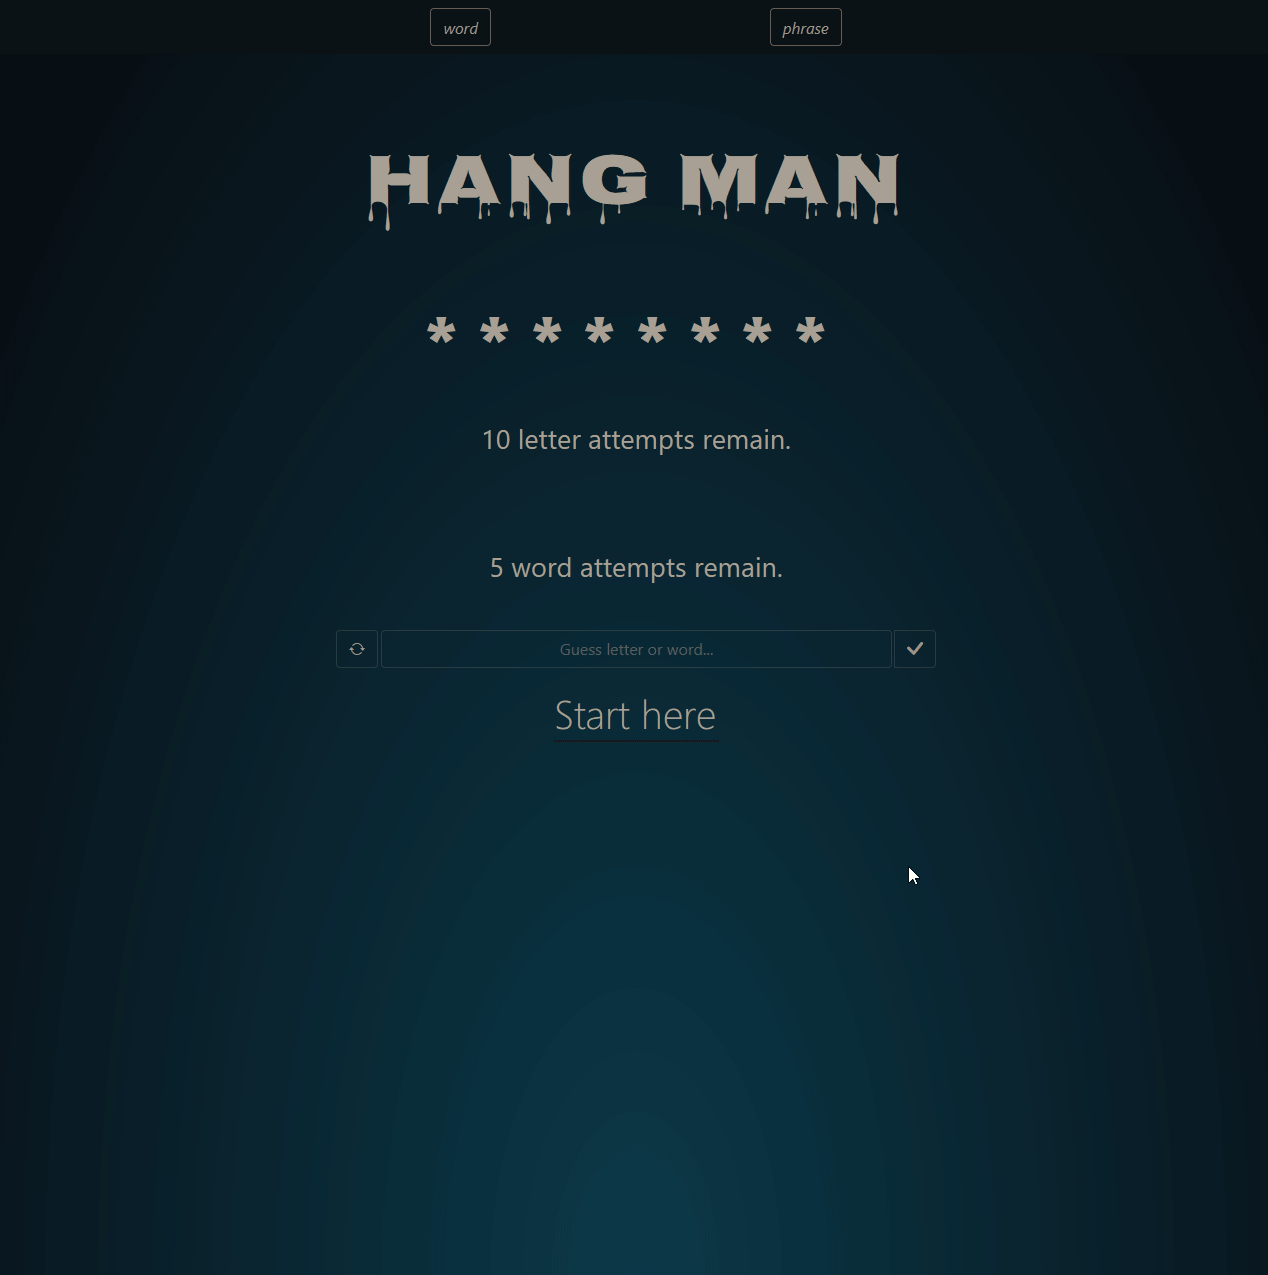 word phrase
HANG MAN
* * * * * * * *
10 letter attempts remain.
5 word attempts remain.
Guess letter or word...
Start here